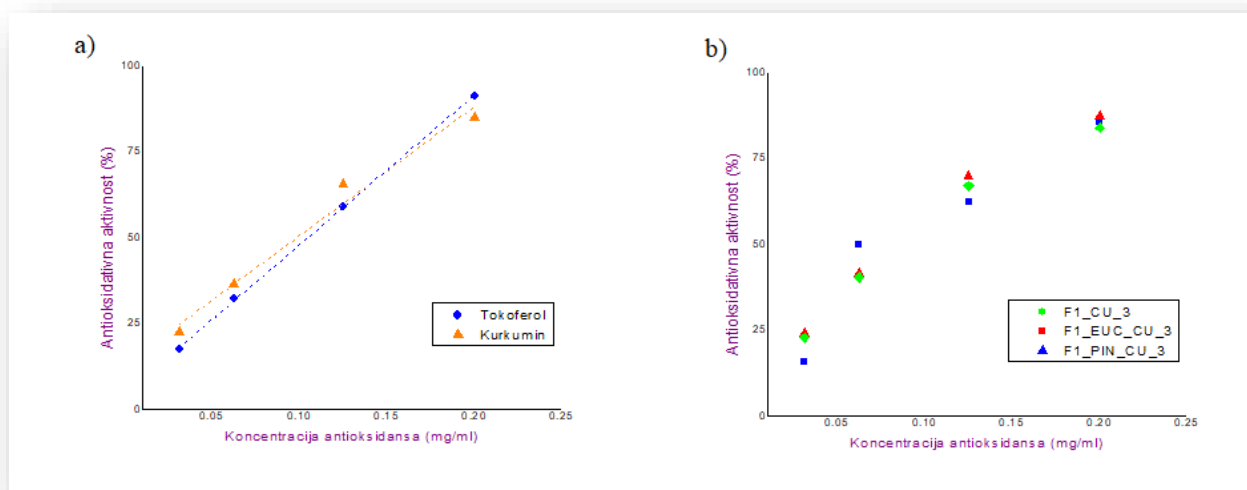 a)
Antioksidativna aktivnost (%)
100
75
50
25
0
0.05 0.10 0.15 0.20 0.25
Koncentracija antioksidansa (mg/ml)
Tokoferol
Kurkumin
b)
Antioksidativna aktivnost (%)
100
75
50
25
0
0.05 0.10 0.15 0.20 0.25
Koncentracija antioksidansa (mg/ml)
F1_CU_3
F1_EUC_CU_3
F1_PIN_CU_3